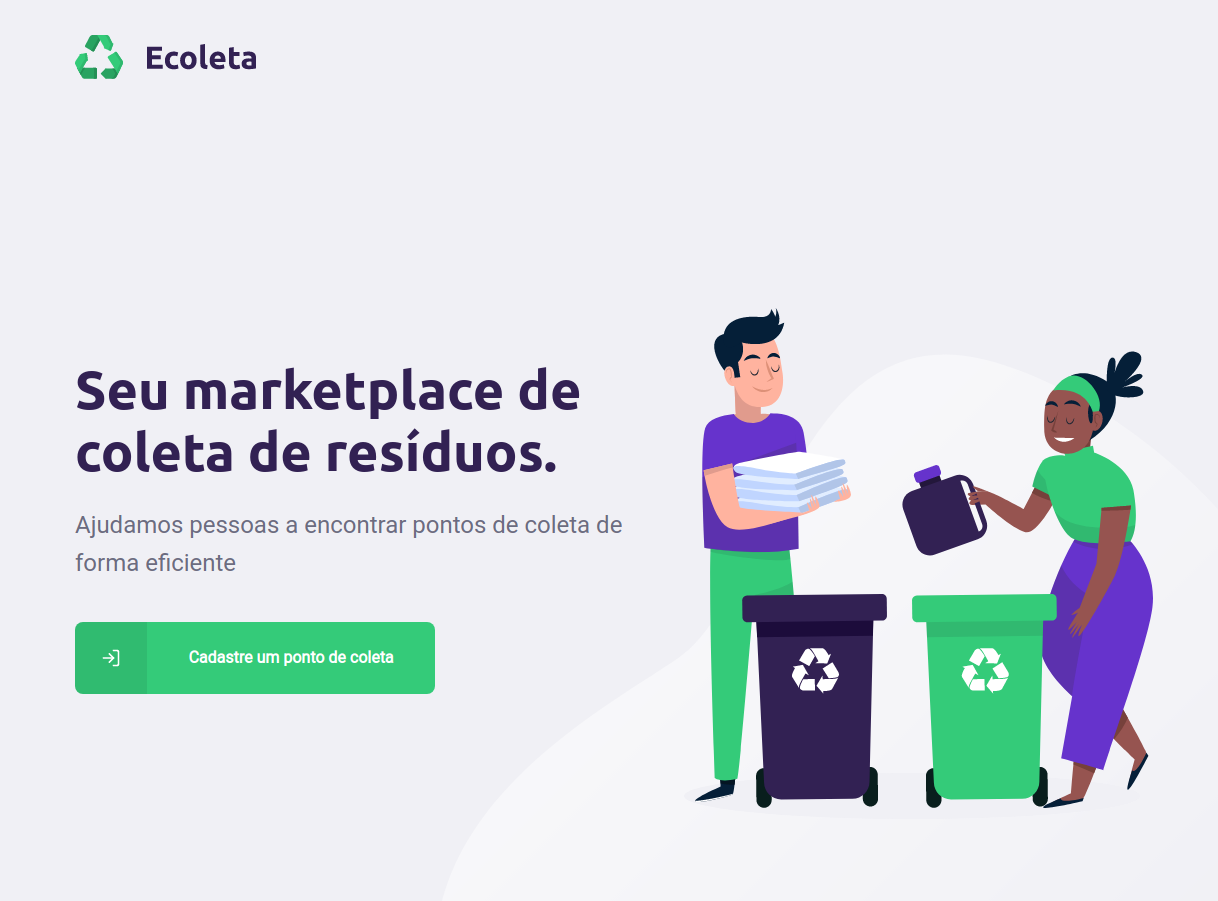 Ecoleta
Seu marketplace de
coleta de resíduos.
Ajudamos pessoas a encontrar pontos de coleta de
forma eficiente
Cadastre um ponto de coleta